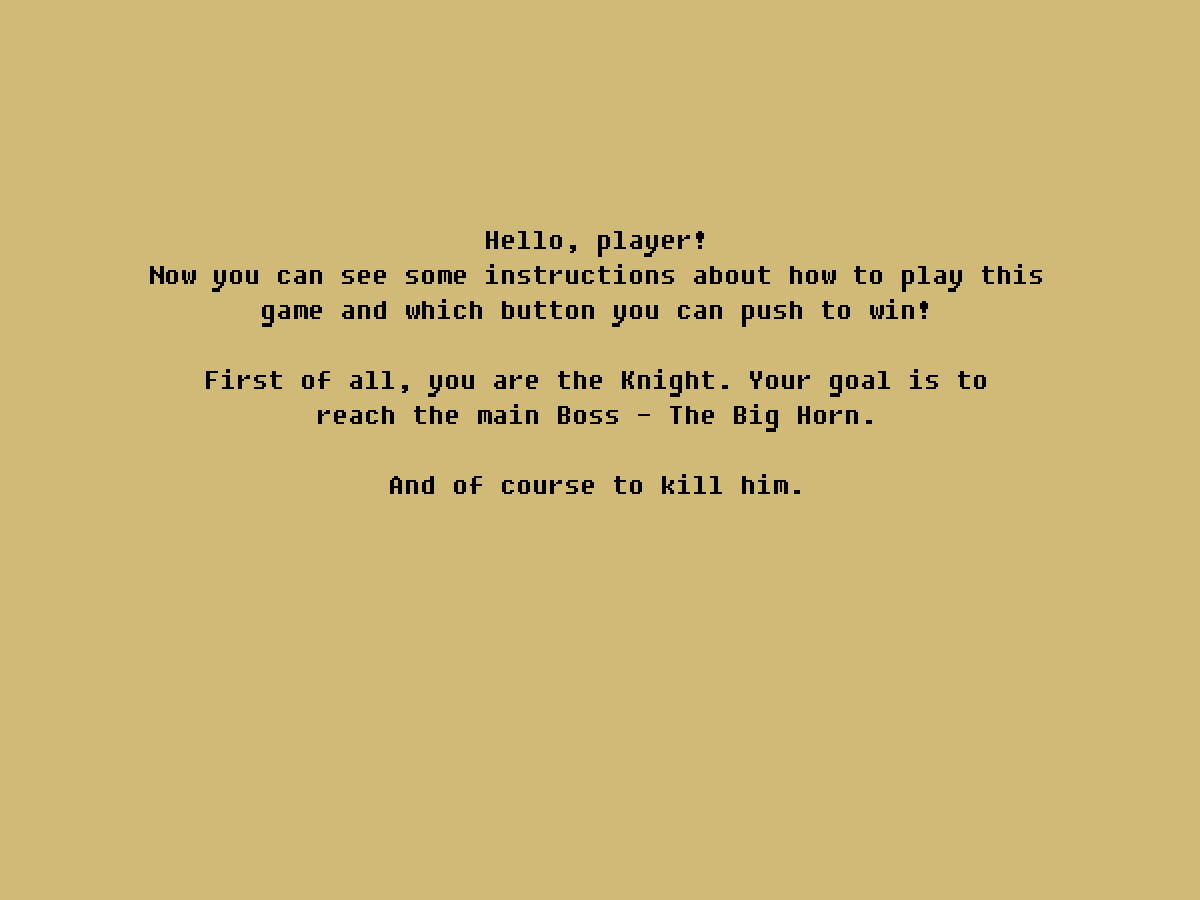 Hello, player!
Now you can see some instructions about how to play this
game and which button you can push to win!
First of all, you are the Knight. Your goal is to
reach the main Boss - The Big Horn.
And of course to kill him.